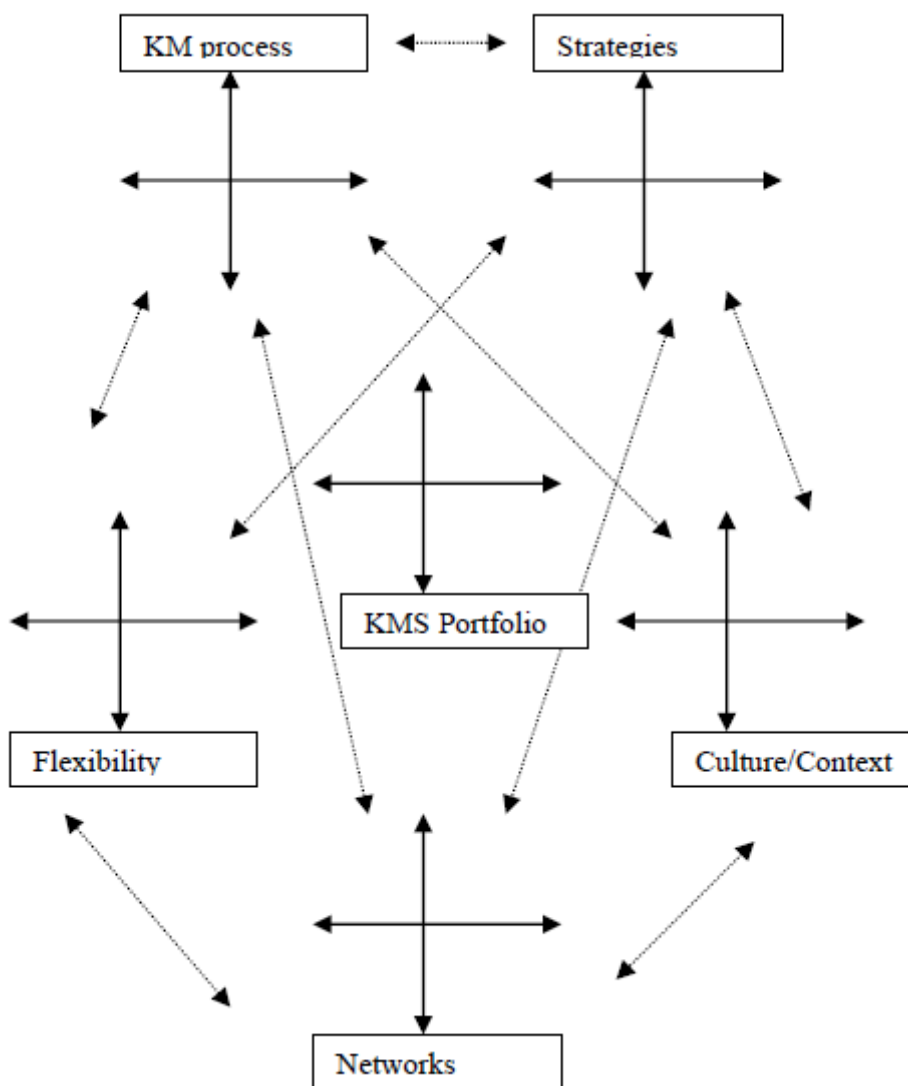 KM process
Strategies
KMS Portfolio
Flexibility
Culture/Context
Networks